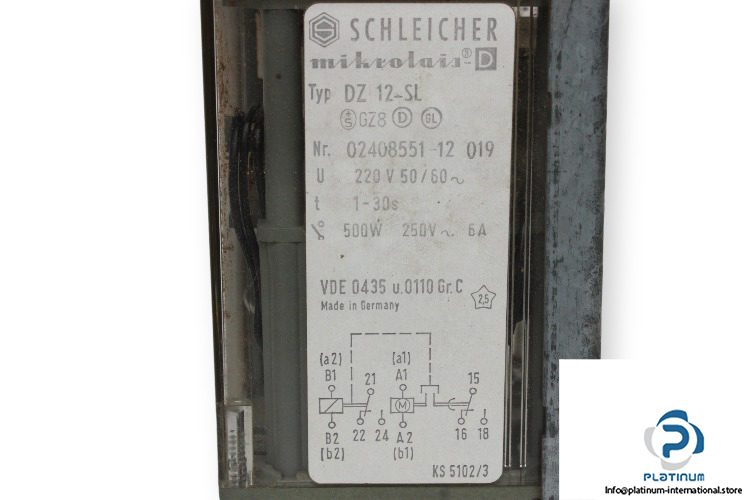 SCHLEICHER
mikrolais®-D
Typ DZ 12-SL
S GZ8 D GL
Nr. 02408551-12 019
U 220 V 50/60~
t 1-30s
500W 250V~ 6A
VDE 0435 u.0110 Gr.C
Made in Germany
2,5
(a2) (a1)
B1 21 A1 15
M
B2 22 24 A2 16 18
(b2) (b1)
KS 5102/3
PLATINUM
INTERNATIONAL
Info@platinum-international.store